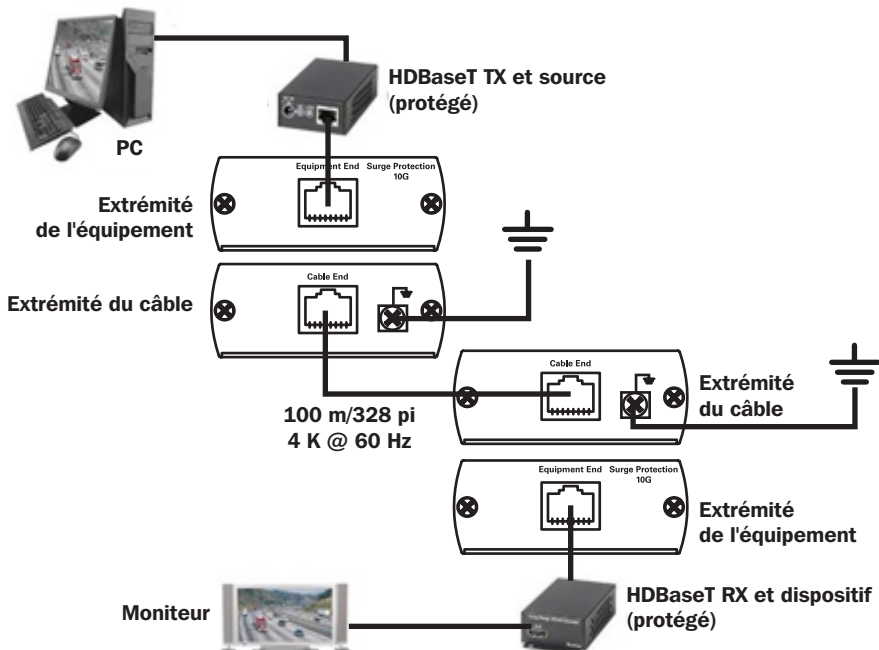 HDBaseT TX et source
(protégé)
PC
Equipment End
Surge Protection
10G
Extrémité
de l'équipement
Cable End
Extrémité du câble
Cable End
Extrémité
du câble
100 m/328 pi
4 K @ 60 Hz
Equipment End
Surge Protection
10G
Extrémité
de l'équipement
HDBaseT RX et dispositif
(protégé)
Moniteur